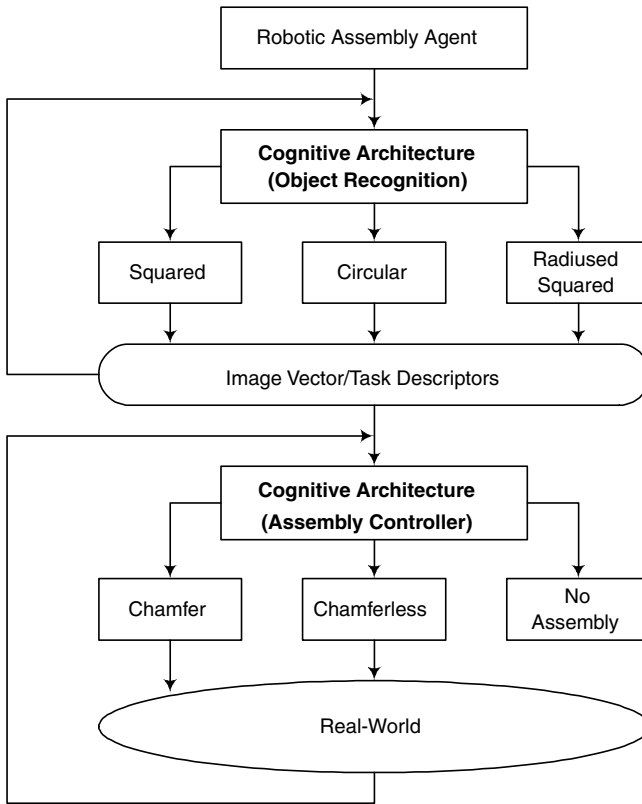 Robotic Assembly Agent
Cognitive Architecture
(Object Recognition)
Squared
Circular
Radiused
Squared
Image Vector/Task Descriptors
Cognitive Architecture
(Assembly Controller)
Chamfer
Chamferless
No
Assembly
Real-World